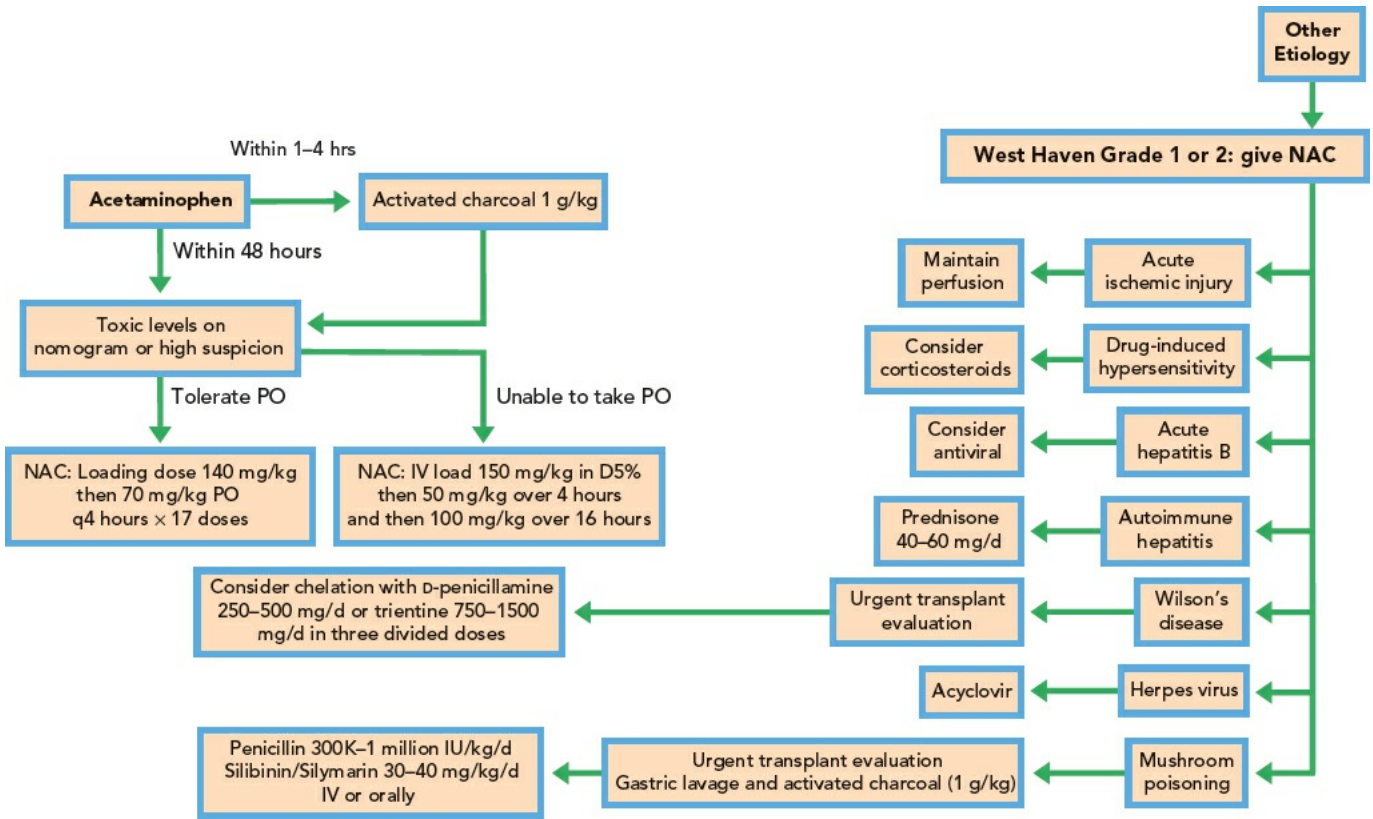 Other
Etiology
West Haven Grade 1 or 2: give NAC
Within 1–4 hrs
Acetaminophen
Activated charcoal 1 g/kg
Within 48 hours
Toxic levels on
nomogram or high suspicion
Tolerate PO
Unable to take PO
NAC: Loading dose 140 mg/kg
then 70 mg/kg PO
q4 hours × 17 doses
NAC: IV load 150 mg/kg in D5%
then 50 mg/kg over 4 hours
and then 100 mg/kg over 16 hours
Maintain
perfusion
Acute
ischemic injury
Consider
corticosteroids
Drug-induced
hypersensitivity
Consider
antiviral
Acute
hepatitis B
Prednisone
40–60 mg/d
Autoimmune
hepatitis
Consider chelation with D-penicillamine
250–500 mg/d or trientine 750–1500
mg/d in three divided doses
Urgent transplant
evaluation
Wilson’s
disease
Acyclovir
Herpes virus
Penicillin 300K–1 million IU/kg/d
Silibinin/Silymarin 30–40 mg/kg/d
IV or orally
Urgent transplant evaluation
Gastric lavage and activated charcoal (1 g/kg)
Mushroom
poisoning